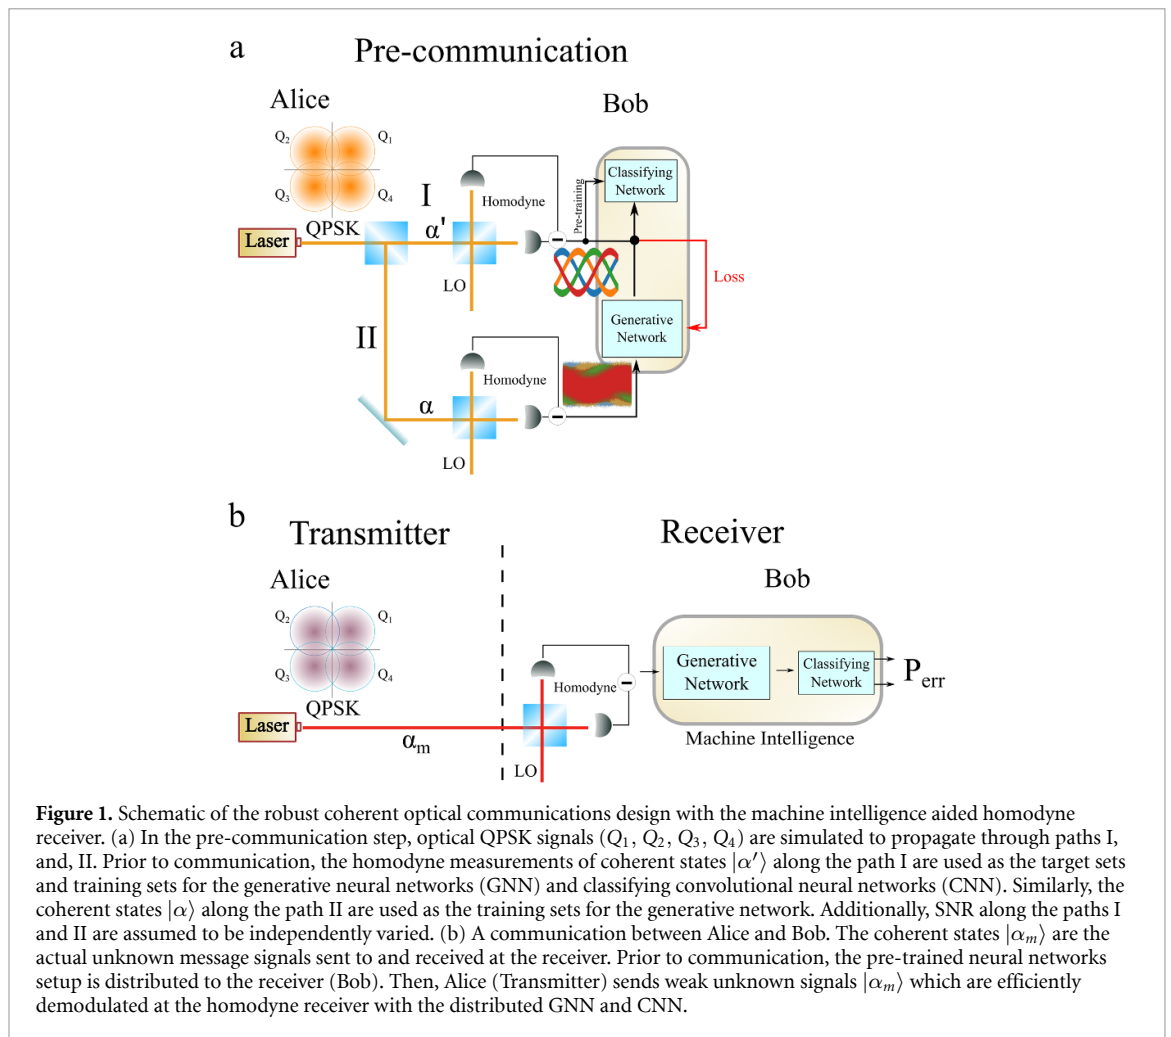 a
Pre-communication
Alice
Bob
Q2
Q1
Q3
Q4
QPSK
I
α'
Laser
Homodyne
LO
Pre-training
Classifying
Network
Loss
Generative
Network
II
α
Homodyne
LO
b
Transmitter
Receiver
Alice
Bob
Q2
Q1
Q3
Q4
QPSK
Laser
αm
Homodyne
LO
Generative
Network
Classifying
Network
Perr
Machine Intelligence
Figure 1. Schematic of the robust coherent optical communications design with the machine intelligence aided homodyne
receiver. (a) In the pre-communication step, optical QPSK signals (Q1, Q2, Q3, Q4) are simulated to propagate through paths I,
and, II. Prior to communication, the homodyne measurements of coherent states |α′⟩ along the path I are used as the target sets
and training sets for the generative neural networks (GNN) and classifying convolutional neural networks (CNN). Similarly, the
coherent states |α⟩ along the path II are used as the training sets for the generative network. Additionally, SNR along the paths I
and II are assumed to be independently varied. (b) A communication between Alice and Bob. The coherent states |αm⟩ are the
actual unknown message signals sent to and received at the receiver. Prior to communication, the pre-trained neural networks
setup is distributed to the receiver (Bob). Then, Alice (Transmitter) sends weak unknown signals |αm⟩ which are efficiently
demodulated at the homodyne receiver with the distributed GNN and CNN.